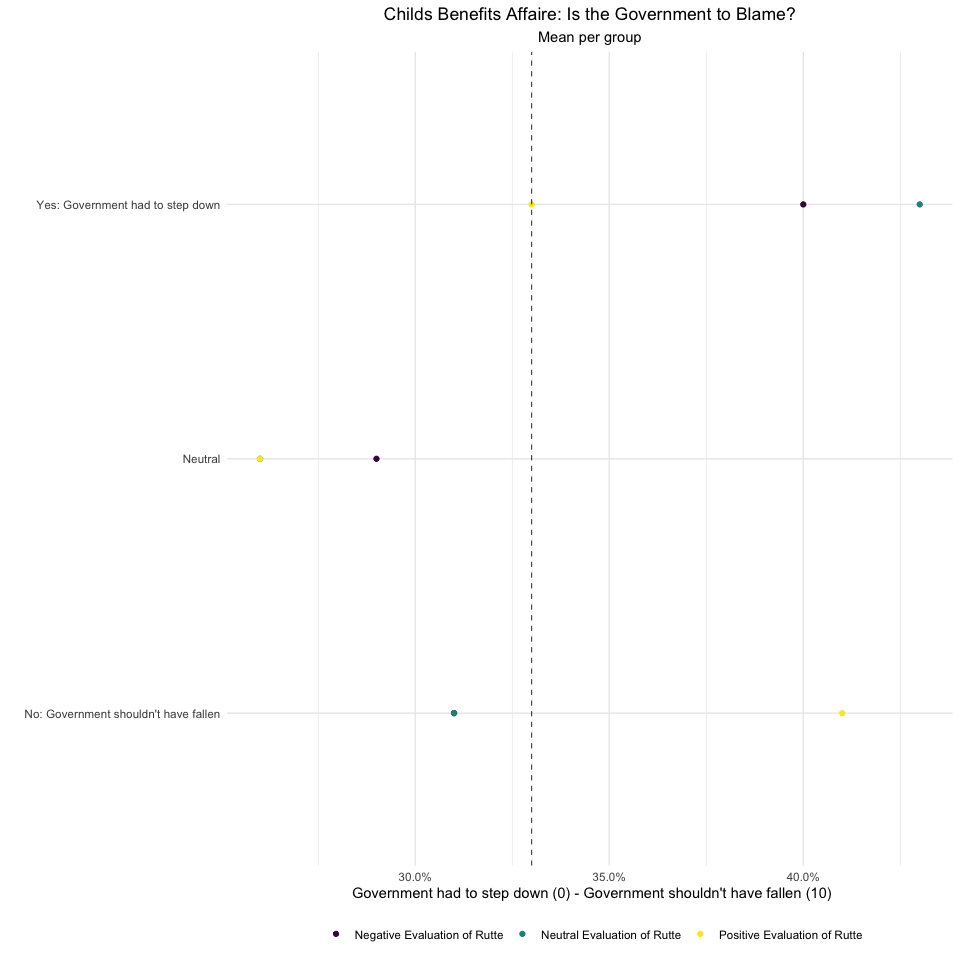 Childs Benefits Affaire: Is the Government to Blame?
Mean per group
Yes: Government had to step down
Neutral
No: Government shouldn't have fallen
30.0%
35.0%
40.0%
Government had to step down (0) - Government shouldn't have fallen (10)
Negative Evaluation of Rutte
Neutral Evaluation of Rutte
Positive Evaluation of Rutte